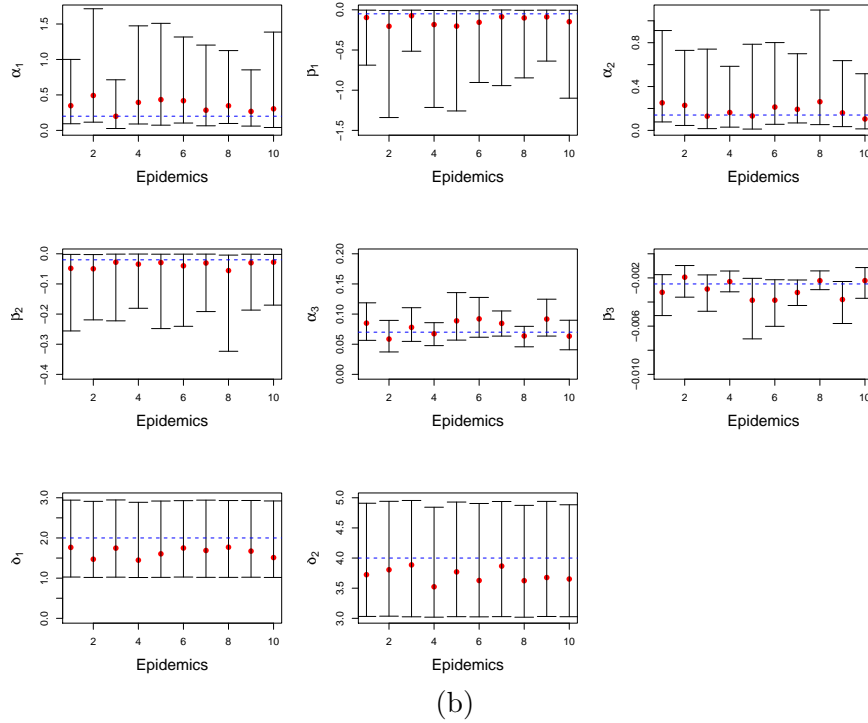 α₁
0.0 0.5 1.0 1.5
2 4 6 8 10
Epidemics
p₁
−1.5 −1.0 −0.5 0.0
2 4 6 8 10
Epidemics
α₂
0.0 0.4 0.8
2 4 6 8 10
Epidemics
p₂
−0.4 −0.3 −0.2 −0.1 0.0
2 4 6 8 10
Epidemics
α₃
0.00 0.05 0.10 0.15 0.20
2 4 6 8 10
Epidemics
p₃
−0.010 −0.006 −0.002
2 4 6 8 10
Epidemics
δ₁
0.0 1.0 2.0 3.0
2 4 6 8 10
Epidemics
δ₂
3.0 3.5 4.0 4.5 5.0
2 4 6 8 10
Epidemics
(b)